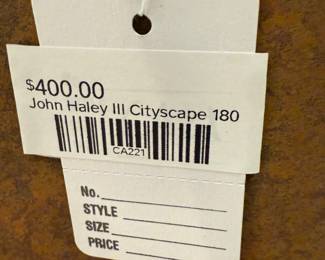 $400.00
John Haley III Cityscape 180
CA221
No.
STYLE
SIZE
PRICE